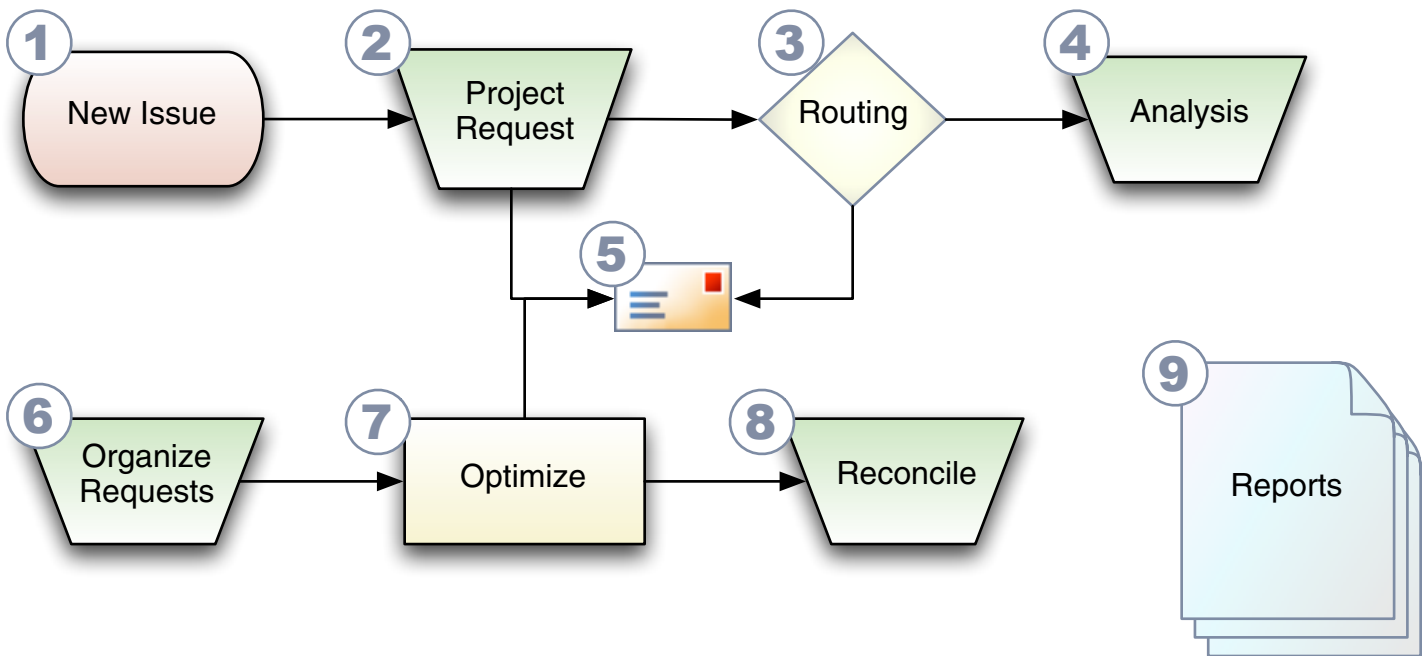 1
New Issue
2
Project
Request
3
Routing
4
Analysis
5
6
Organize
Requests
7
Optimize
8
Reconcile
9
Reports